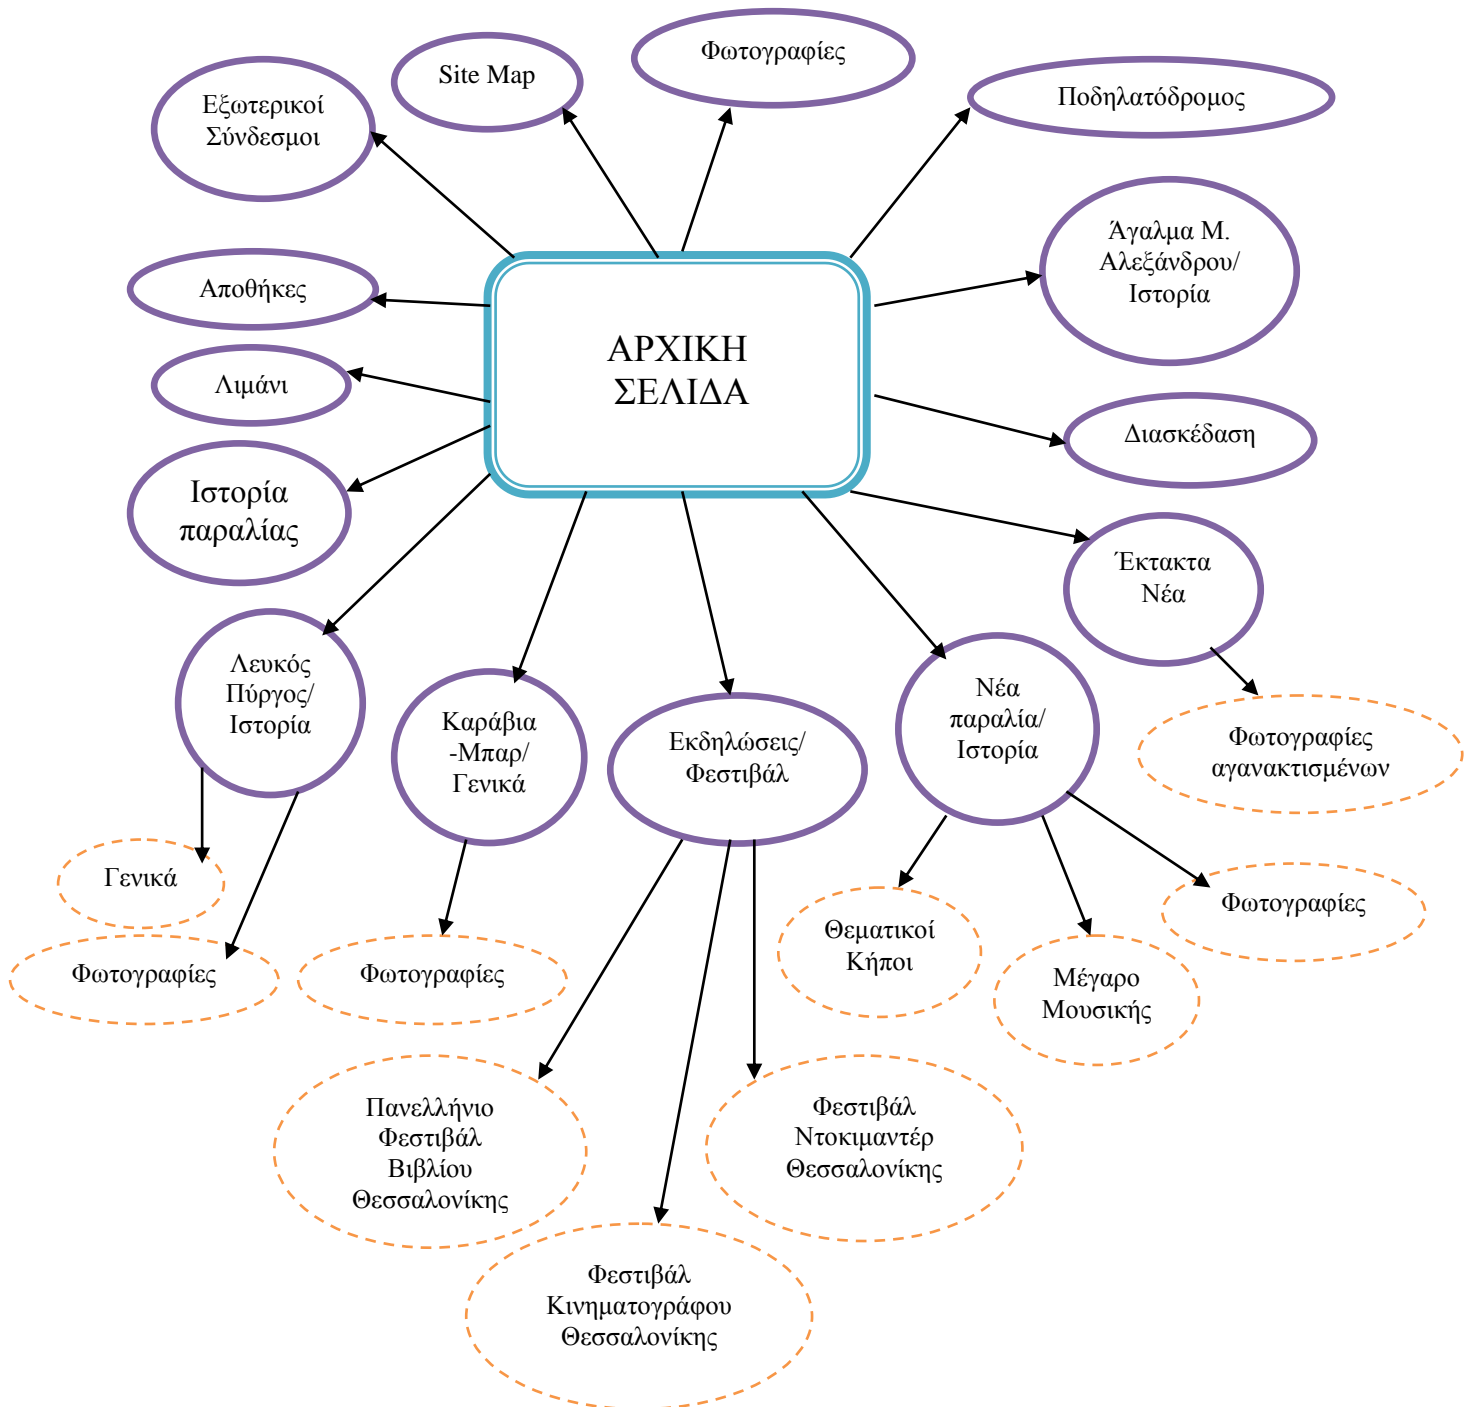 Φωτογραφίες
Site Map
Ποδηλατόδρομος
Εξωτερικοί
Σύνδεσμοι
Άγαλμα Μ.
Αλεξάνδρου/
Ιστορία
Αποθήκες
ΑΡΧΙΚΗ
ΣΕΛΙΔΑ
Λιμάνι
Διασκέδαση
Ιστορία
παραλίας
Έκτακτα
Νέα
Λευκός
Πύργος/
Ιστορία
Καράβια
-Μπαρ/
Γενικά
Εκδηλώσεις/
Φεστιβάλ
Νέα
παραλία/
Ιστορία
Φωτογραφίες
αγανακτισμένων
Γενικά
Φωτογραφίες
Φωτογραφίες
Θεματικοί
Κήποι
Μέγαρο
Μουσικής
Φωτογραφίες
Πανελλήνιο
Φεστιβάλ
Βιβλίου
Θεσσαλονίκης
Φεστιβάλ
Ντοκιμαντέρ
Θεσσαλονίκης
Φεστιβάλ
Κινηματογράφου
Θεσσαλονίκης